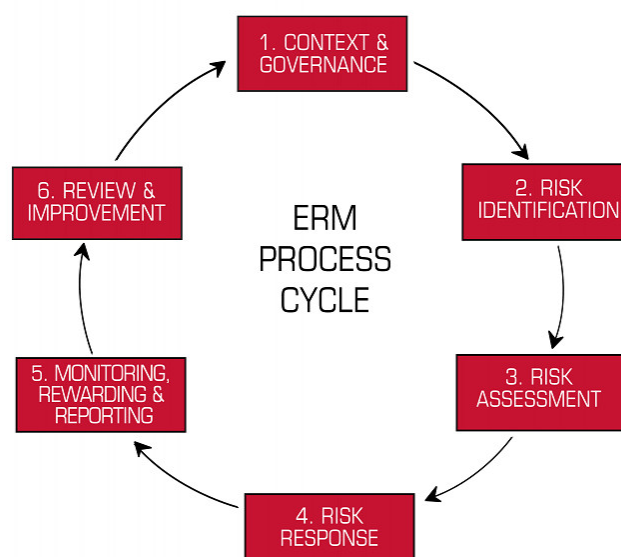 1. CONTEXT &
GOVERNANCE
2. RISK
IDENTIFICATION
3. RISK
ASSESSMENT
4. RISK
RESPONSE
5. MONITORING,
REWARDING &
REPORTING
6. REVIEW &
IMPROVEMENT
ERM
PROCESS
CYCLE